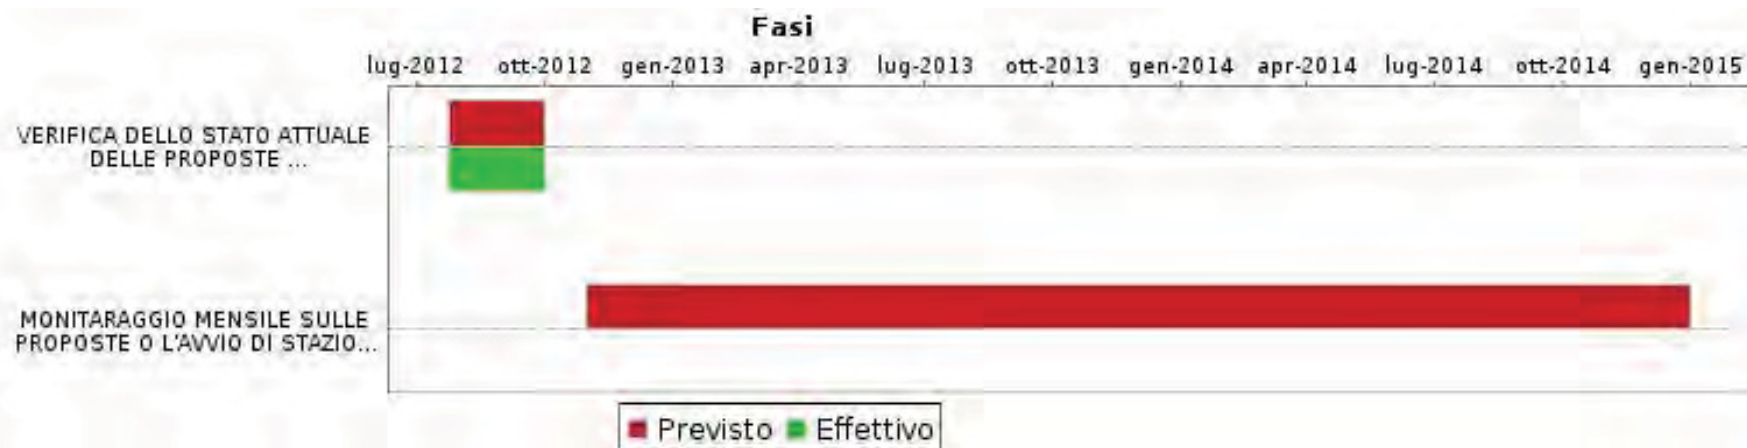 Fasi
lug-2012 ott-2012 gen-2013 apr-2013 lug-2013 ott-2013 gen-2014 apr-2014 lug-2014 ott-2014 gen-2015
VERIFICA DELLO STATO ATTUALE
DELLE PROPOSTE ...
MONITARAGGIO MENSILE SULLE
PROPOSTE O L'AVVIO DI STAZIO...
Previsto Effettivo